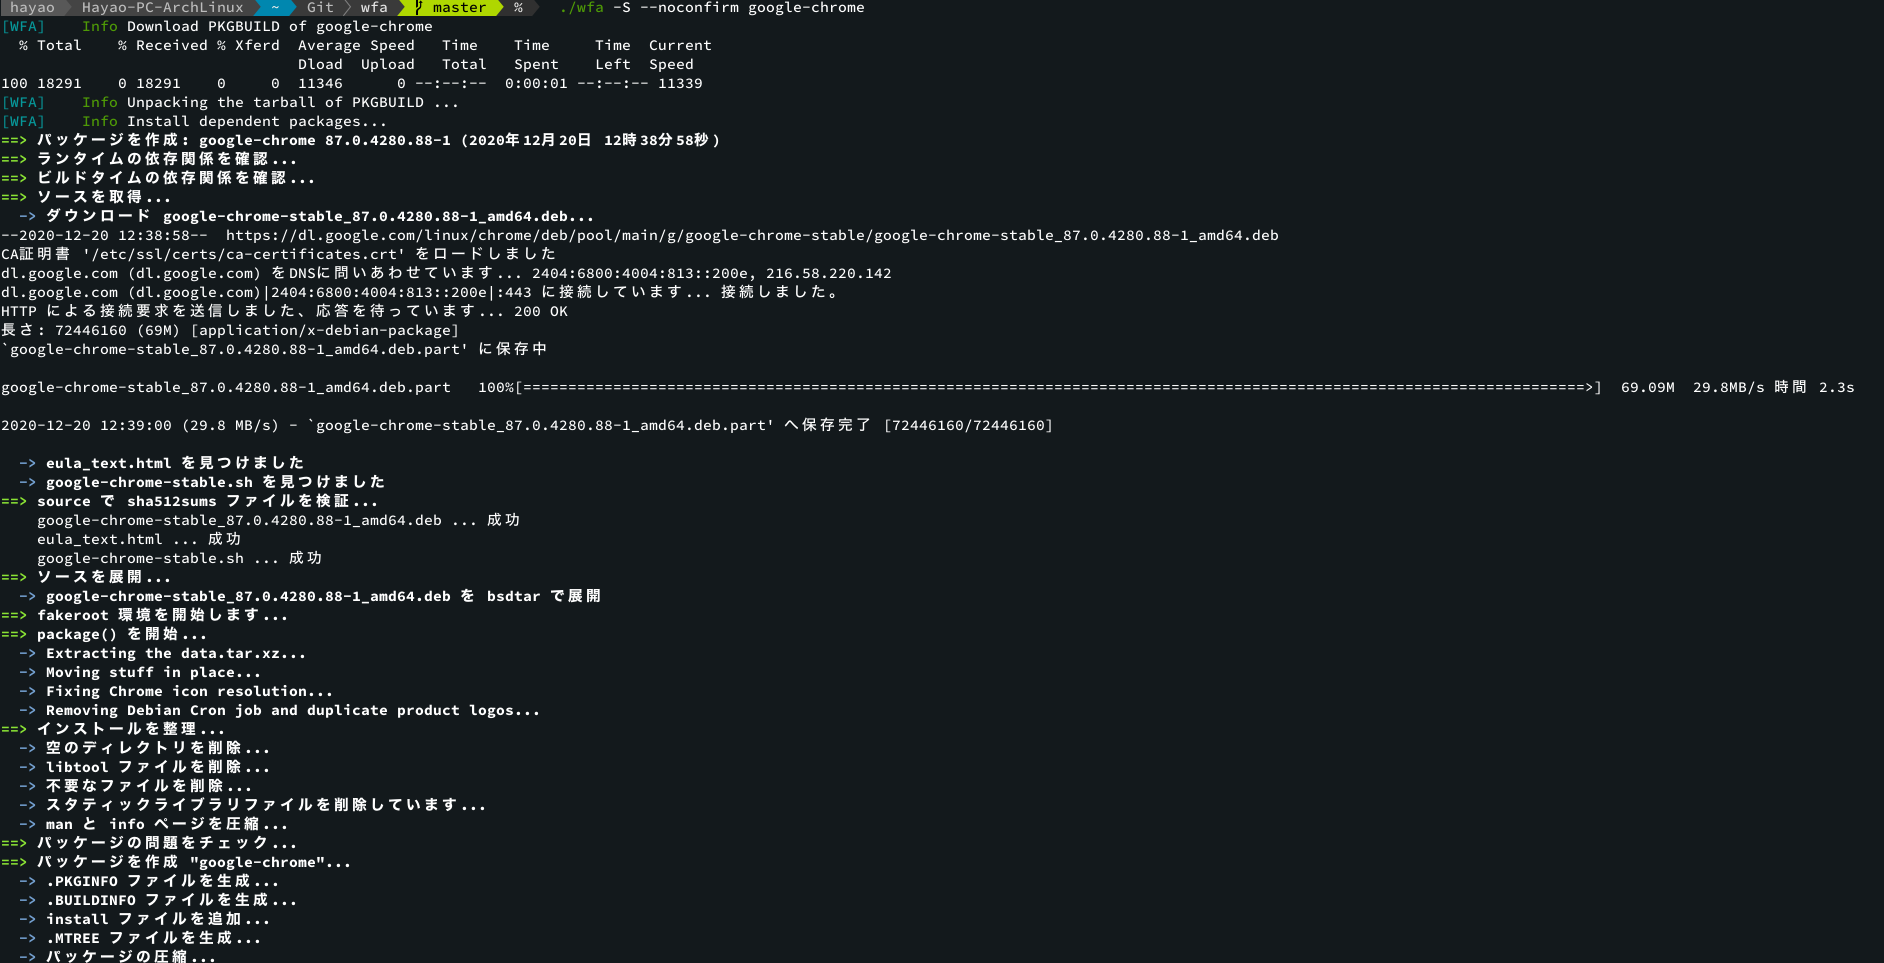 hayao Hayao-PC-ArchLinux ~ Git wfa master % ./wfa -S --noconfirm google-chrome
[WFA]    Info Download PKGBUILD of google-chrome
  % Total    % Received % Xferd  Average Speed   Time    Time     Time  Current
                                 Dload  Upload   Total   Spent    Left  Speed
100 18291    0 18291    0     0  11346      0 --:--:--  0:00:01 --:--:-- 11339
[WFA]    Info Unpacking the tarball of PKGBUILD ...
[WFA]    Info Install dependent packages...
==> パッケージを作成: google-chrome 87.0.4280.88-1 (2020年12月20日 12時38分58秒)
==> ランタイムの依存関係を確認...
==> ビルドタイムの依存関係を確認...
==> ソースを取得...
  -> ダウンロード google-chrome-stable_87.0.4280.88-1_amd64.deb...
--2020-12-20 12:38:58--  https://dl.google.com/linux/chrome/deb/pool/main/g/google-chrome-stable/google-chrome-stable_87.0.4280.88-1_amd64.deb
CA証明書 '/etc/ssl/certs/ca-certificates.crt' をロードしました
dl.google.com (dl.google.com) をDNSに問いあわせています... 2404:6800:4004:813::200e, 216.58.220.142
dl.google.com (dl.google.com)|2404:6800:4004:813::200e|:443 に接続しています... 接続しました。
HTTP による接続要求を送信しました、応答を待っています... 200 OK
長さ: 72446160 (69M) [application/x-debian-package]
`google-chrome-stable_87.0.4280.88-1_amd64.deb.part' に保存中
google-chrome-stable_87.0.4280.88-1_amd64.deb.part   100%[======================================================================================================================>]  69.09M  29.8MB/s 時間 2.3s
2020-12-20 12:39:00 (29.8 MB/s) - `google-chrome-stable_87.0.4280.88-1_amd64.deb.part' へ保存完了 [72446160/72446160]
  -> eula_text.html を見つけました
  -> google-chrome-stable.sh を見つけました
==> source で sha512sums ファイルを検証...
    google-chrome-stable_87.0.4280.88-1_amd64.deb ... 成功
    eula_text.html ... 成功
    google-chrome-stable.sh ... 成功
==> ソースを展開...
  -> google-chrome-stable_87.0.4280.88-1_amd64.deb を bsdtar で展開
==> fakeroot 環境を開始します...
==> package() を開始...
  -> Extracting the data.tar.xz...
  -> Moving stuff in place...
  -> Fixing Chrome icon resolution...
  -> Removing Debian Cron job and duplicate product logos...
==> インストールを整理...
  -> 空のディレクトリを削除...
  -> libtool ファイルを削除...
  -> 不要なファイルを削除...
  -> スタティックライブラリファイルを削除しています...
  -> man と info ページを圧縮...
==> パッケージの問題をチェック...
==> パッケージを作成 "google-chrome"...
  -> .PKGINFO ファイルを生成...
  -> .BUILDINFO ファイルを生成...
  -> install ファイルを追加...
  -> .MTREE ファイルを生成...
  -> パッケージの圧縮...